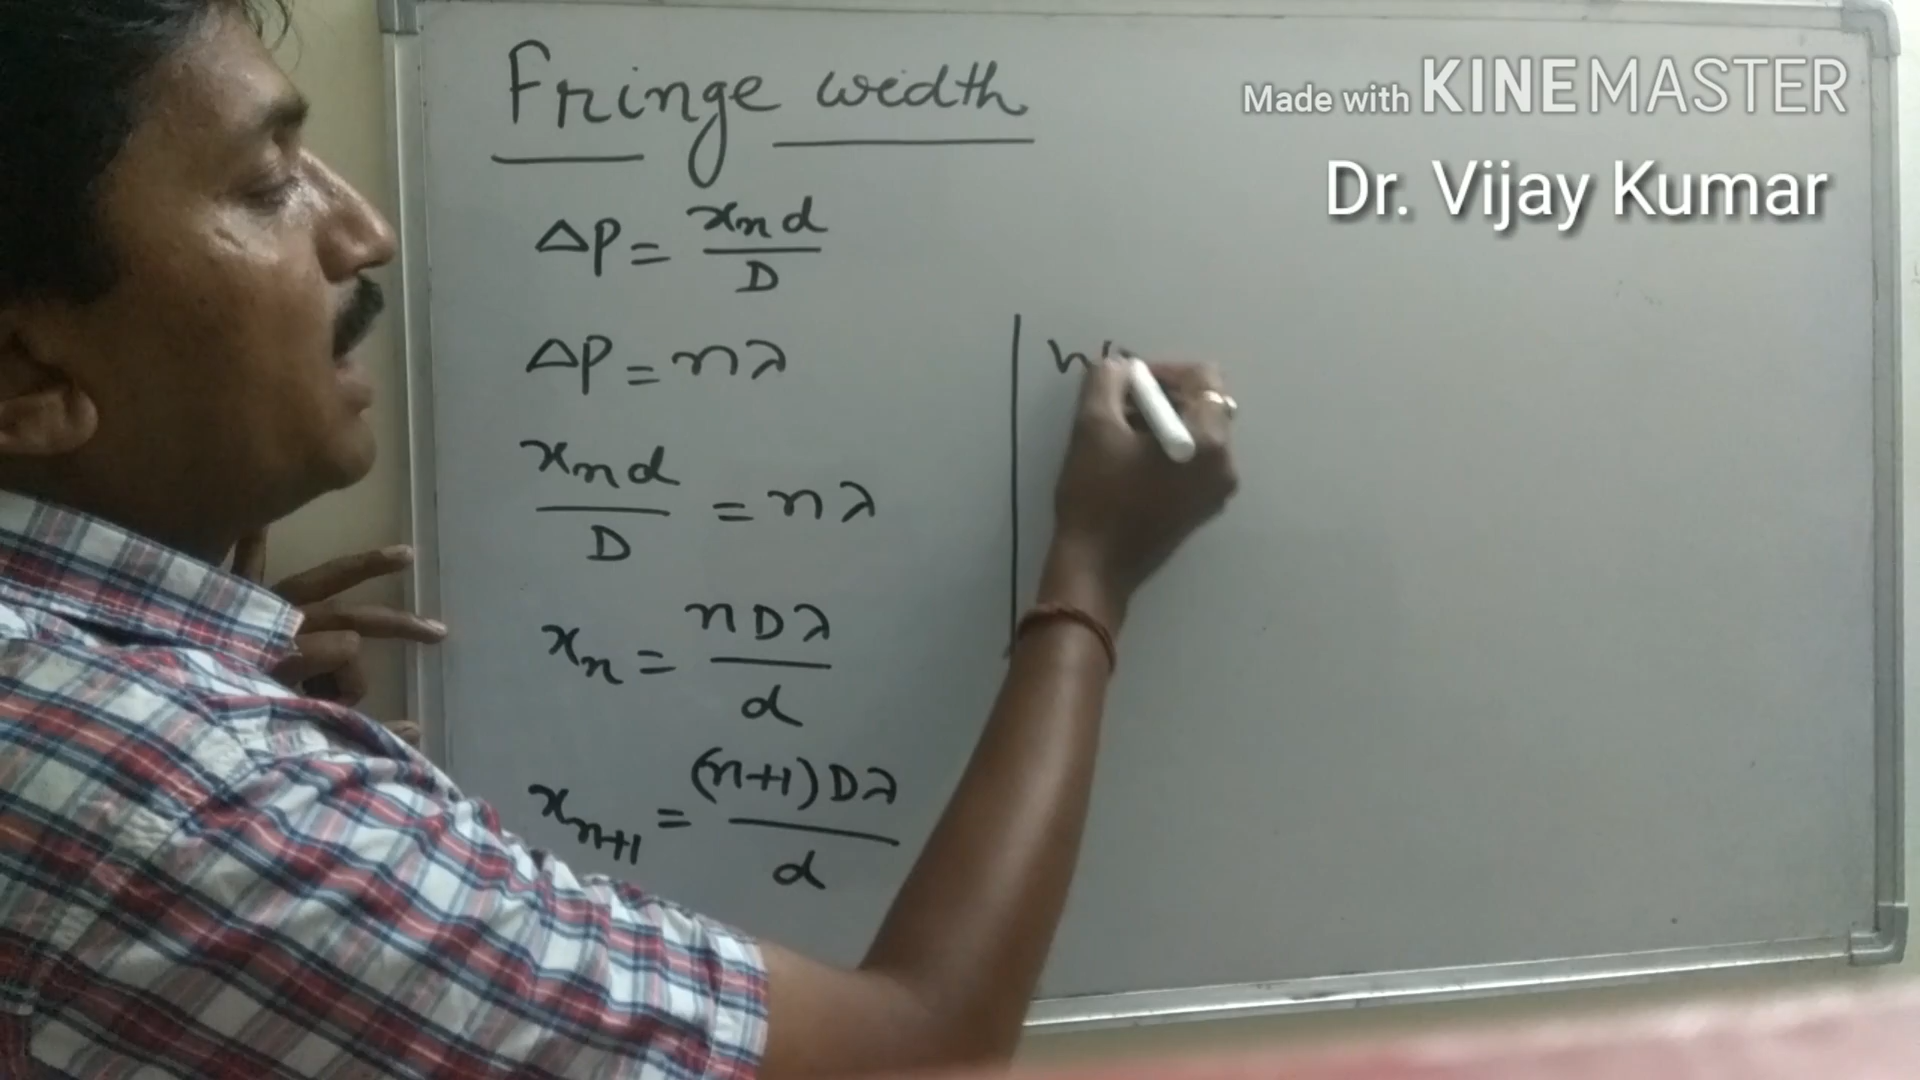 Fringe width
Made with KINEMASTER
Dr. Vijay Kumar
ΔP = xₙd / D
ΔP = nλ
xₙd / D = nλ
xₙ = nDλ / d
xₙ₊₁ = (n+1)Dλ / d